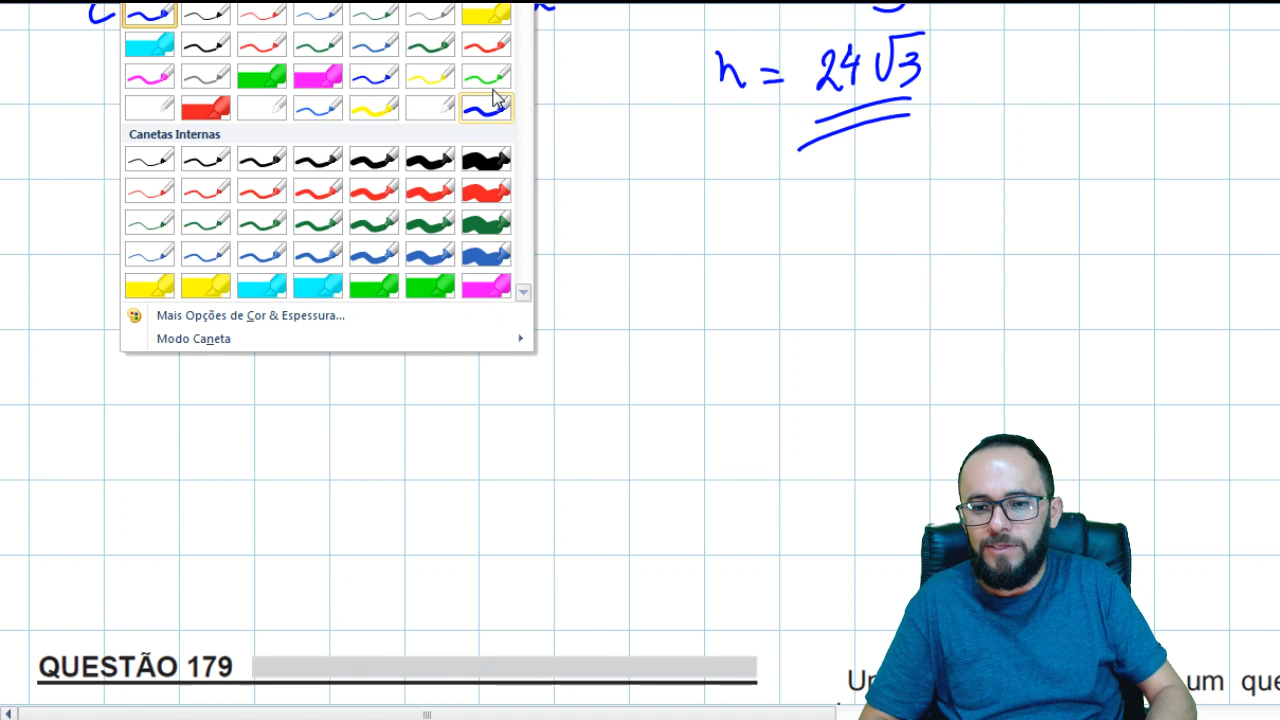 h = 24√3
Canetas Internas
Mais Opções de Cor & Espessura...
Modo Caneta
QUESTÃO 179
um que